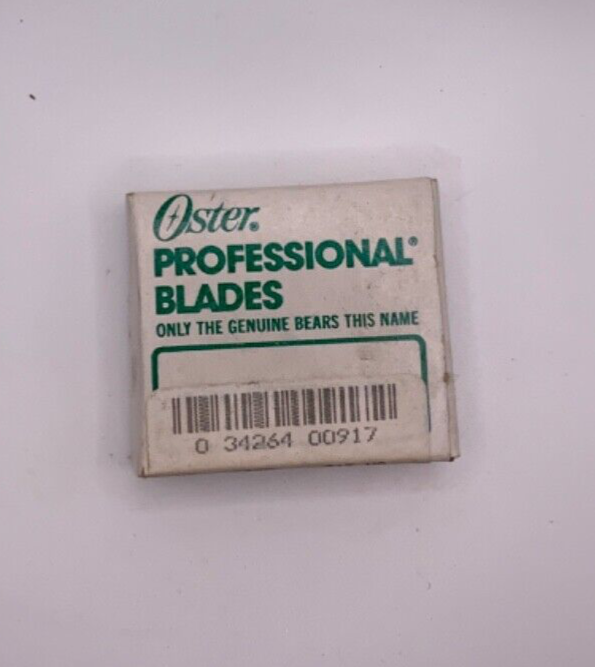 Oster®
PROFESSIONAL®
BLADES
ONLY THE GENUINE BEARS THIS NAME
0 34264 00917